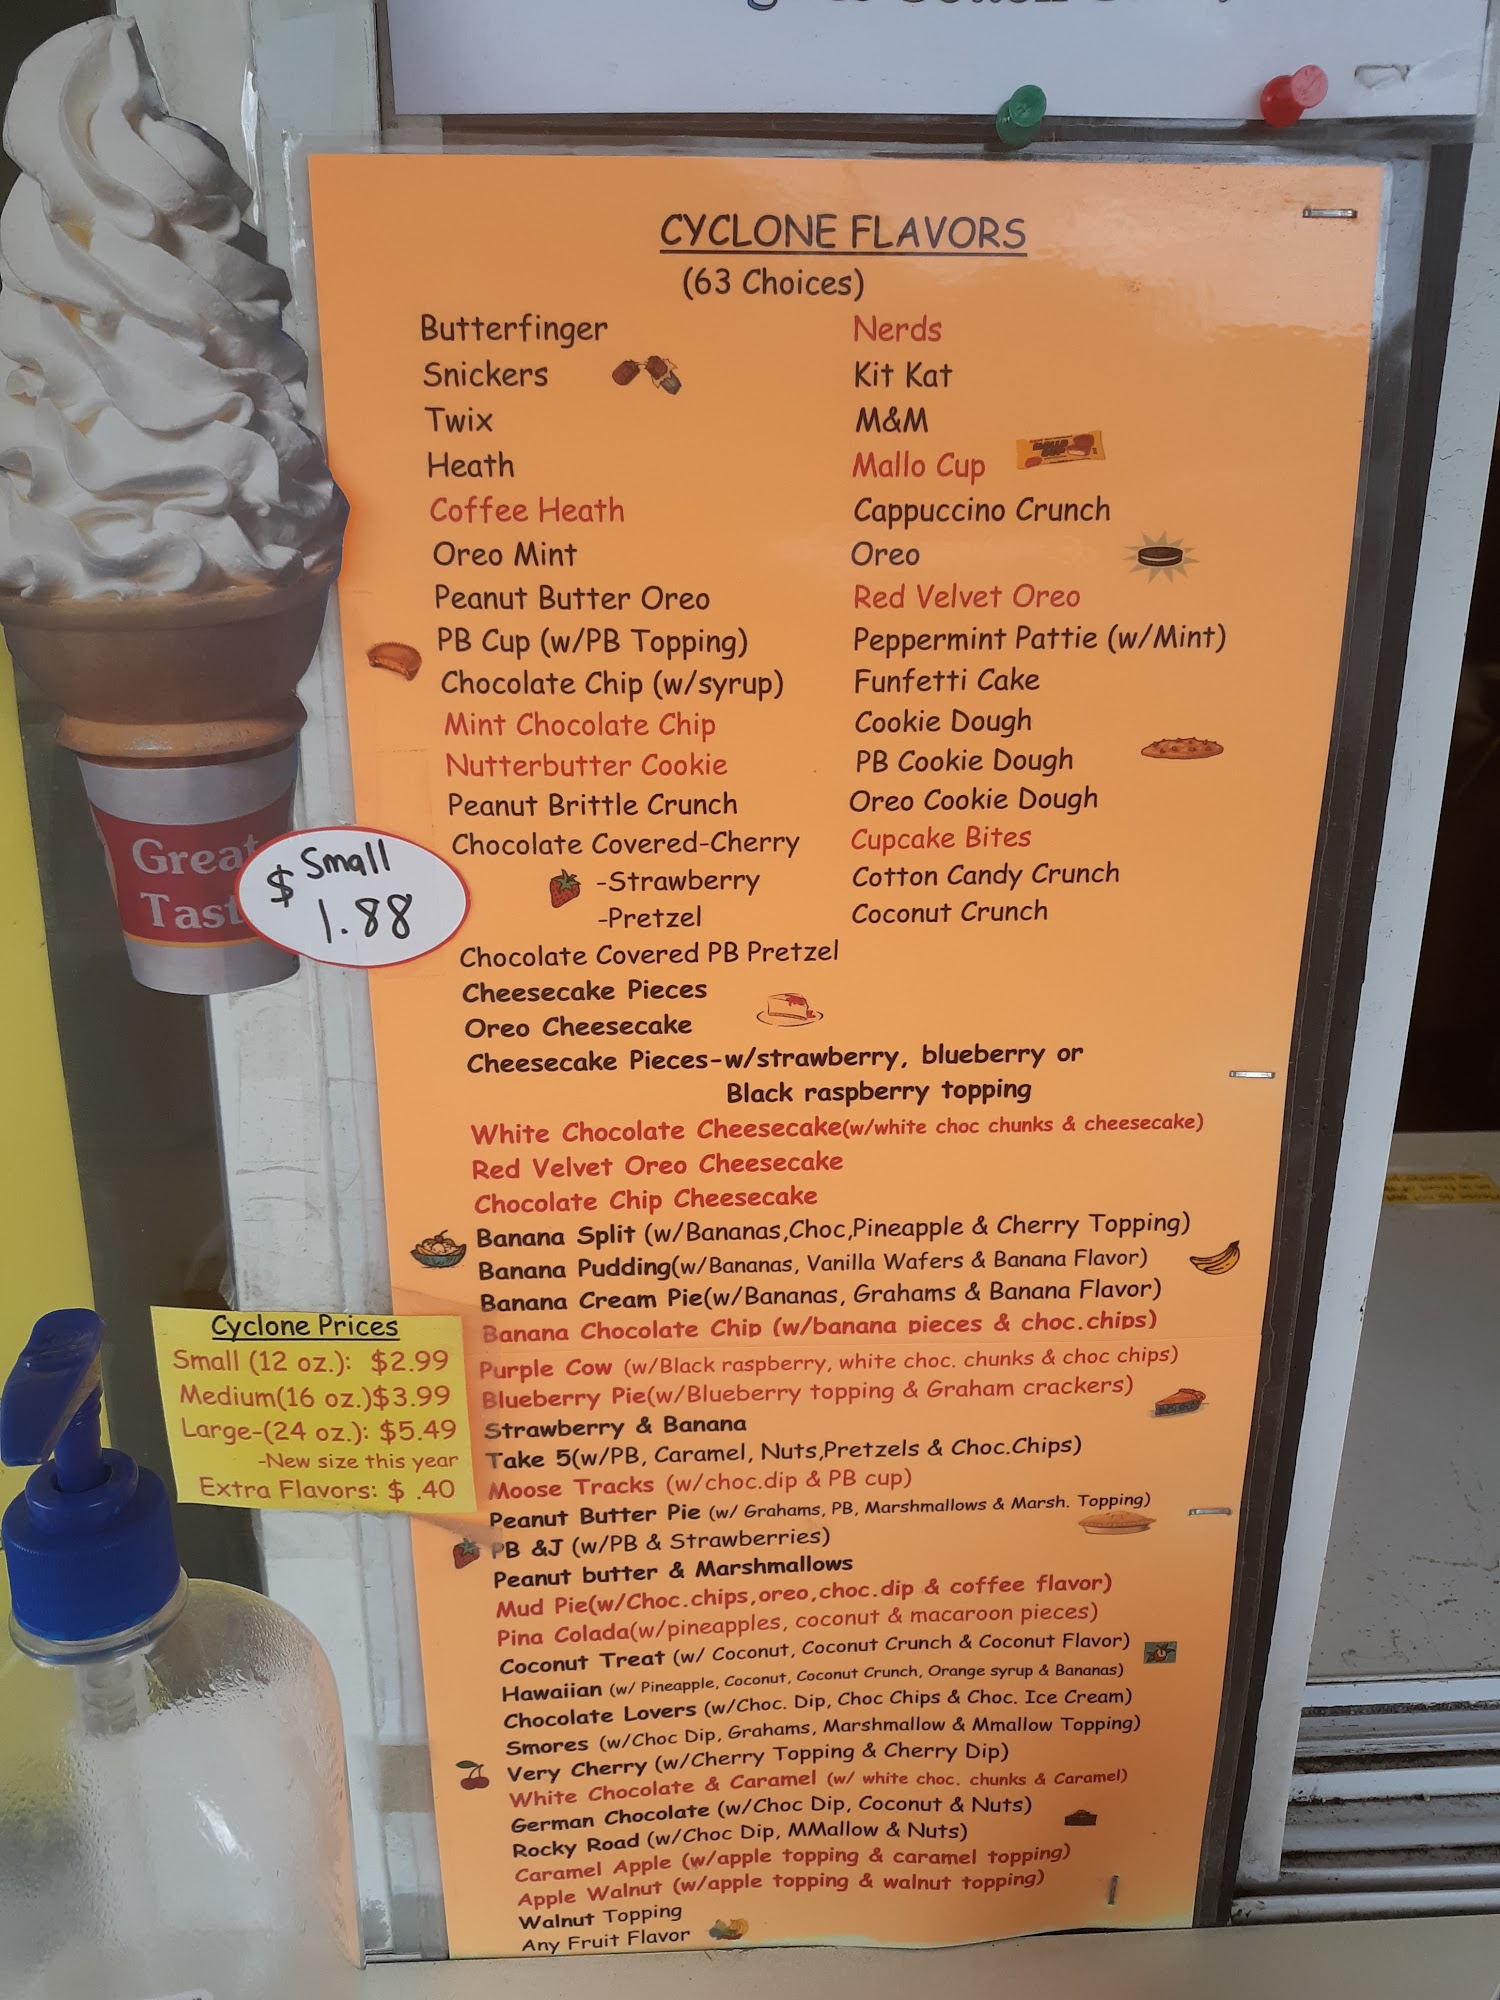 CYCLONE FLAVORS
(63 Choices)
Butterfinger
Snickers
Twix
Heath
Coffee Heath
Oreo Mint
Peanut Butter Oreo
PB Cup (w/PB Topping)
Chocolate Chip (w/syrup)
Mint Chocolate Chip
Nutterbutter Cookie
Peanut Brittle Crunch
Chocolate Covered-Cherry
-Strawberry
-Pretzel
Nerds
Kit Kat
M&M
Mallo Cup
Cappuccino Crunch
Oreo
Red Velvet Oreo
Peppermint Pattie (w/Mint)
Funfetti Cake
Cookie Dough
PB Cookie Dough
Oreo Cookie Dough
Cupcake Bites
Cotton Candy Crunch
Coconut Crunch
Chocolate Covered PB Pretzel
Cheesecake Pieces
Oreo Cheesecake
Cheesecake Pieces-w/strawberry, blueberry or
Black raspberry topping
White Chocolate Cheesecake(w/white choc chunks & cheesecake)
Red Velvet Oreo Cheesecake
Chocolate Chip Cheesecake
Banana Split (w/Bananas,Choc,Pineapple & Cherry Topping)
Banana Pudding(w/Bananas, Vanilla Wafers & Banana Flavor)
Banana Cream Pie(w/Bananas, Grahams & Banana Flavor)
Banana Chocolate Chip (w/banana pieces & choc.chips)
Purple Cow (w/Black raspberry, white choc. chunks & choc chips)
Blueberry Pie(w/Blueberry topping & Graham crackers)
Strawberry & Banana
Take 5(w/PB, Caramel, Nuts,Pretzels & Choc.Chips)
Moose Tracks (w/choc.dip & PB cup)
Peanut Butter Pie (w/ Grahams, PB, Marshmallows & Marsh. Topping)
PB &J (w/PB & Strawberries)
Peanut butter & Marshmallows
Mud Pie(w/Choc.chips,oreo,choc.dip & coffee flavor)
Pina Colada(w/pineapples, coconut & macaroon pieces)
Coconut Treat (w/ Coconut, Coconut Crunch & Coconut Flavor)
Hawaiian (w/ Pineapple, Coconut, Coconut Crunch, Orange syrup & Bananas)
Chocolate Lovers (w/Choc. Dip, Choc Chips & Choc. Ice Cream)
Smores (w/Choc Dip, Grahams, Marshmallow & Mmallow Topping)
Very Cherry (w/Cherry Topping & Cherry Dip)
White Chocolate & Caramel (w/ white choc. chunks & Caramel)
German Chocolate (w/Choc Dip, Coconut & Nuts)
Rocky Road (w/Choc Dip, MMallow & Nuts)
Caramel Apple (w/apple topping & caramel topping)
Apple Walnut (w/apple topping & walnut topping)
Walnut Topping
Any Fruit Flavor
Great
Tast
Small
$ 1.88
Cyclone Prices
Small (12 oz.): $2.99
Medium(16 oz.)$3.99
Large-(24 oz.): $5.49
-New size this year
Extra Flavors: $ .40